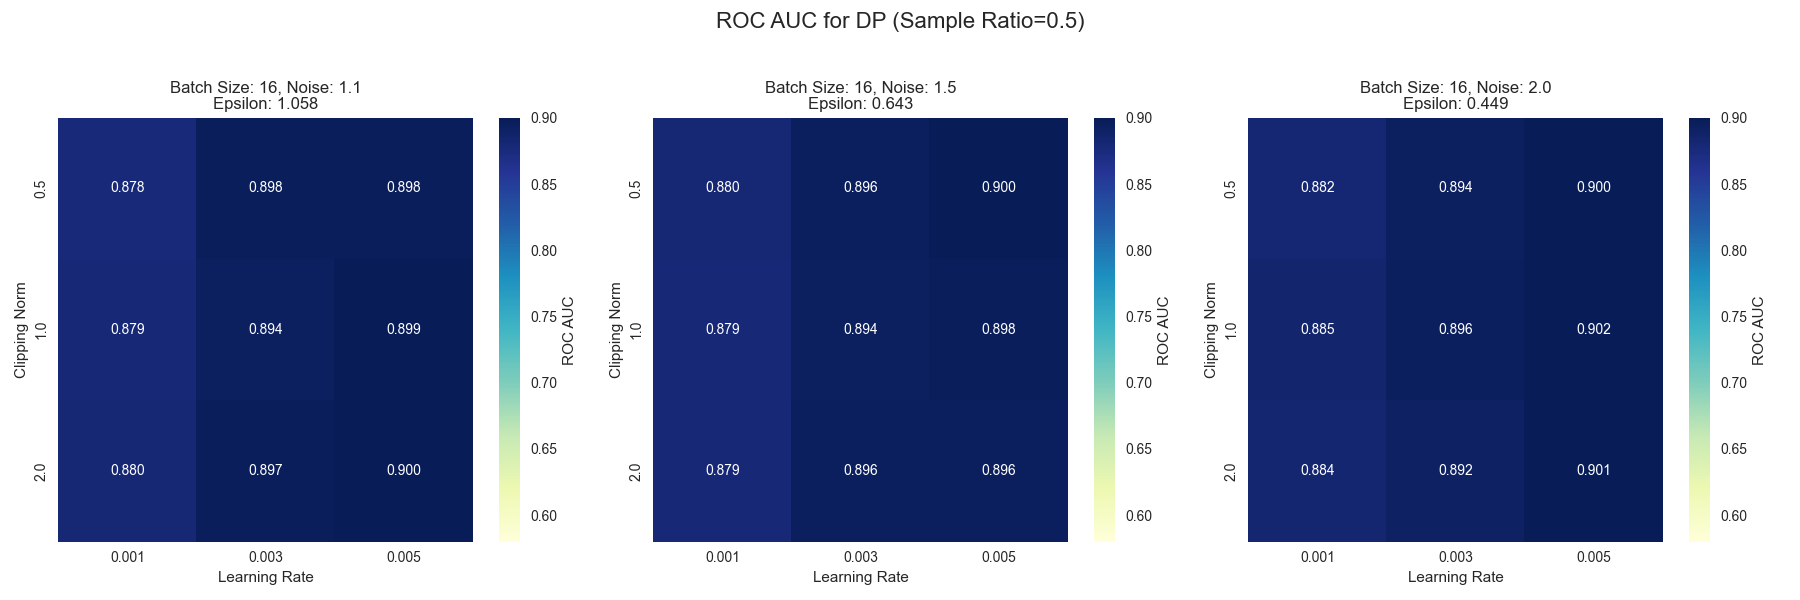 ROC AUC for DP (Sample Ratio=0.5)
Batch Size: 16, Noise: 1.1
Epsilon: 1.058
0.5
0.878 0.898 0.898
1.0
0.879 0.894 0.899
2.0
0.880 0.897 0.900
Clipping Norm
0.001 0.003 0.005
Learning Rate
0.90
0.85
0.80
0.75
0.70
0.65
0.60
ROC AUC
Batch Size: 16, Noise: 1.5
Epsilon: 0.643
0.5
0.880 0.896 0.900
1.0
0.879 0.894 0.898
2.0
0.879 0.896 0.896
Clipping Norm
0.001 0.003 0.005
Learning Rate
0.90
0.85
0.80
0.75
0.70
0.65
0.60
ROC AUC
Batch Size: 16, Noise: 2.0
Epsilon: 0.449
0.5
0.882 0.894 0.900
1.0
0.885 0.896 0.902
2.0
0.884 0.892 0.901
Clipping Norm
0.001 0.003 0.005
Learning Rate
0.90
0.85
0.80
0.75
0.70
0.65
0.60
ROC AUC